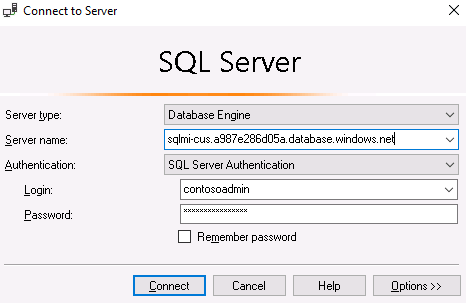 Connect to Server
SQL Server
Server type: Database Engine
Server name: sqlmi-cus.a987e286d05a.database.windows.net
Authentication: SQL Server Authentication
Login: contosoadmin
Password: ***************
Remember password
Connect Cancel Help Options >>